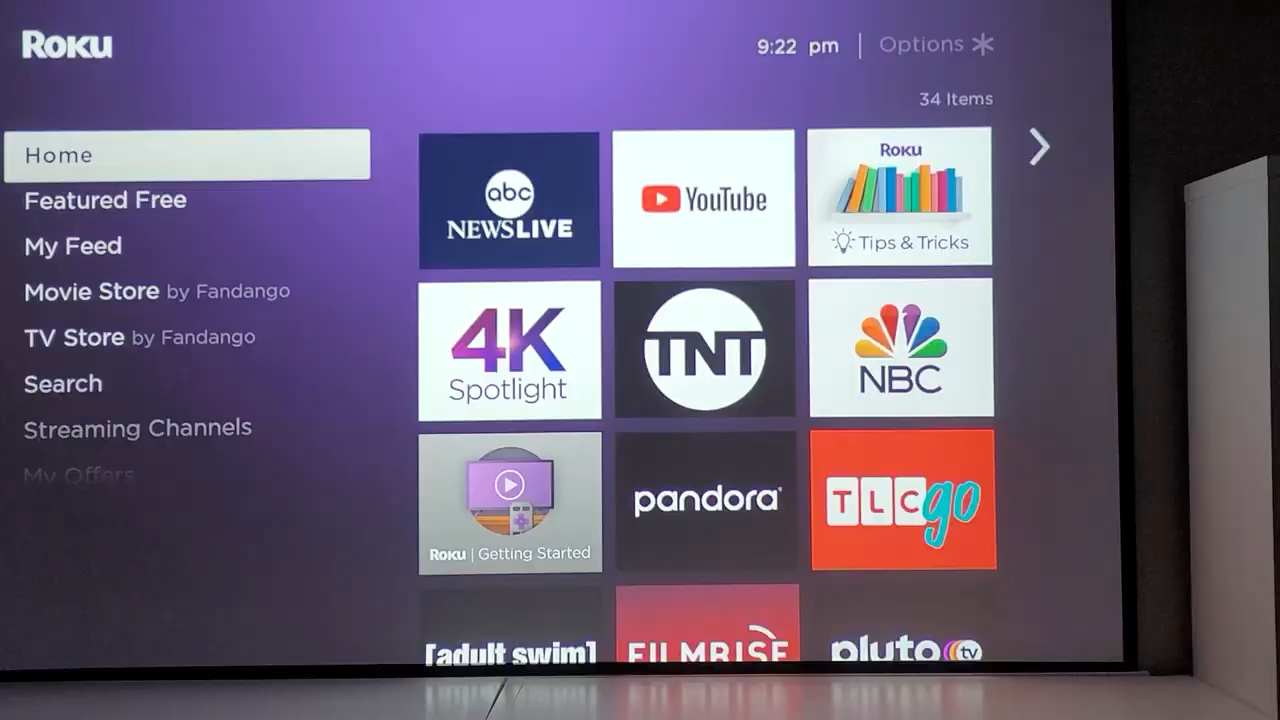 Roku
9:22 pm | Options
34 Items
Home
Featured Free
My Feed
Movie Store by Fandango
TV Store by Fandango
Search
Streaming Channels
My Offers
abc
NEWSLIVE
YouTube
Roku
Tips & Tricks
4K
Spotlight
TNT
NBC
Roku | Getting Started
pandora
TLC go
[adult swim]
FILMRISE
pluto tv